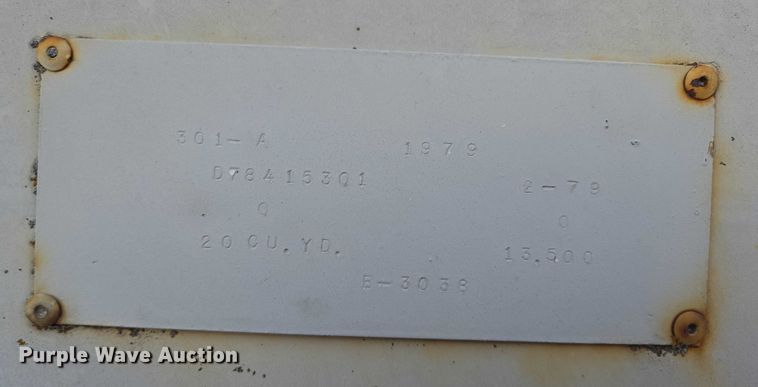 301-A 1979
D78415301 2-79
0 0
20 CU. YD. 13,500
E-3038
Purple Wave Auction